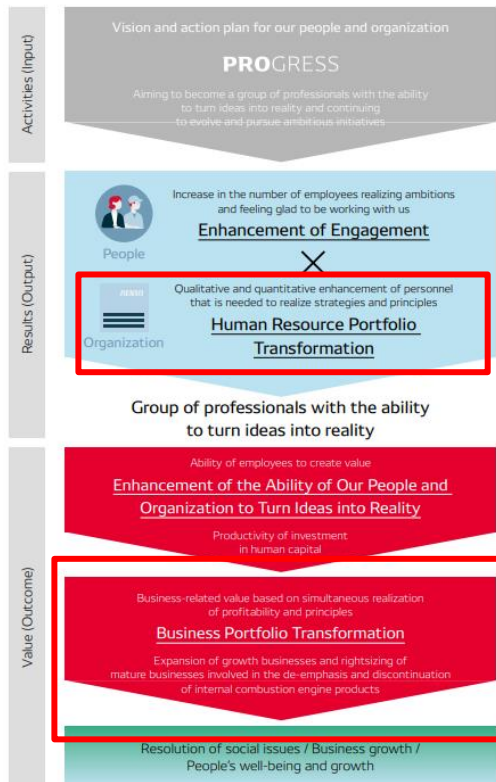 Activities (Input)
Vision and action plan for our people and organization
PROGRESS
Aiming to become a group of professionals with the ability
to turn ideas into reality and continuing
to evolve and pursue ambitious initiatives
Results (Output)
Increase in the number of employees realizing ambitions
and feeling glad to be working with us
Enhancement of Engagement
People
×
Qualitative and quantitative enhancement of personnel
that is needed to realize strategies and principles
Human Resource Portfolio
Transformation
Organization
Group of professionals with the ability
to turn ideas into reality
Value (Outcome)
Ability of employees to create value
Enhancement of the Ability of Our People and
Organization to Turn Ideas into Reality
Productivity of investment
in human capital
Business-related value based on simultaneous realization
of profitability and principles
Business Portfolio Transformation
Expansion of growth businesses and rightsizing of
mature businesses involved in the de-emphasis and discontinuation
of internal combustion engine products
Resolution of social issues / Business growth /
People's well-being and growth